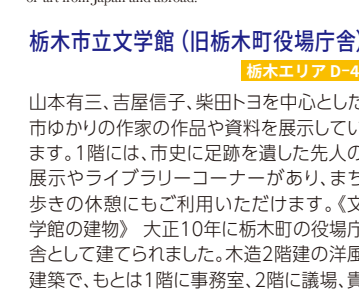 or art from Japan and abroad.
栃木市立文学館（旧栃木町役場庁舎）
栃木エリア D-4
山本有三、吉屋信子、柴田トヨを中心とした
市ゆかりの作家の作品や資料を展示してい
ます。1階には、市史に足跡を遺した先人の
展示やライブラリーコーナーがあり、まち
歩きの休憩にもご利用いただけます。《文
学館の建物》 大正10年に栃木町の役場庁
舎として建てられました。木造2階建の洋風
建築で、もとは1階に事務室、2階に議場、貴